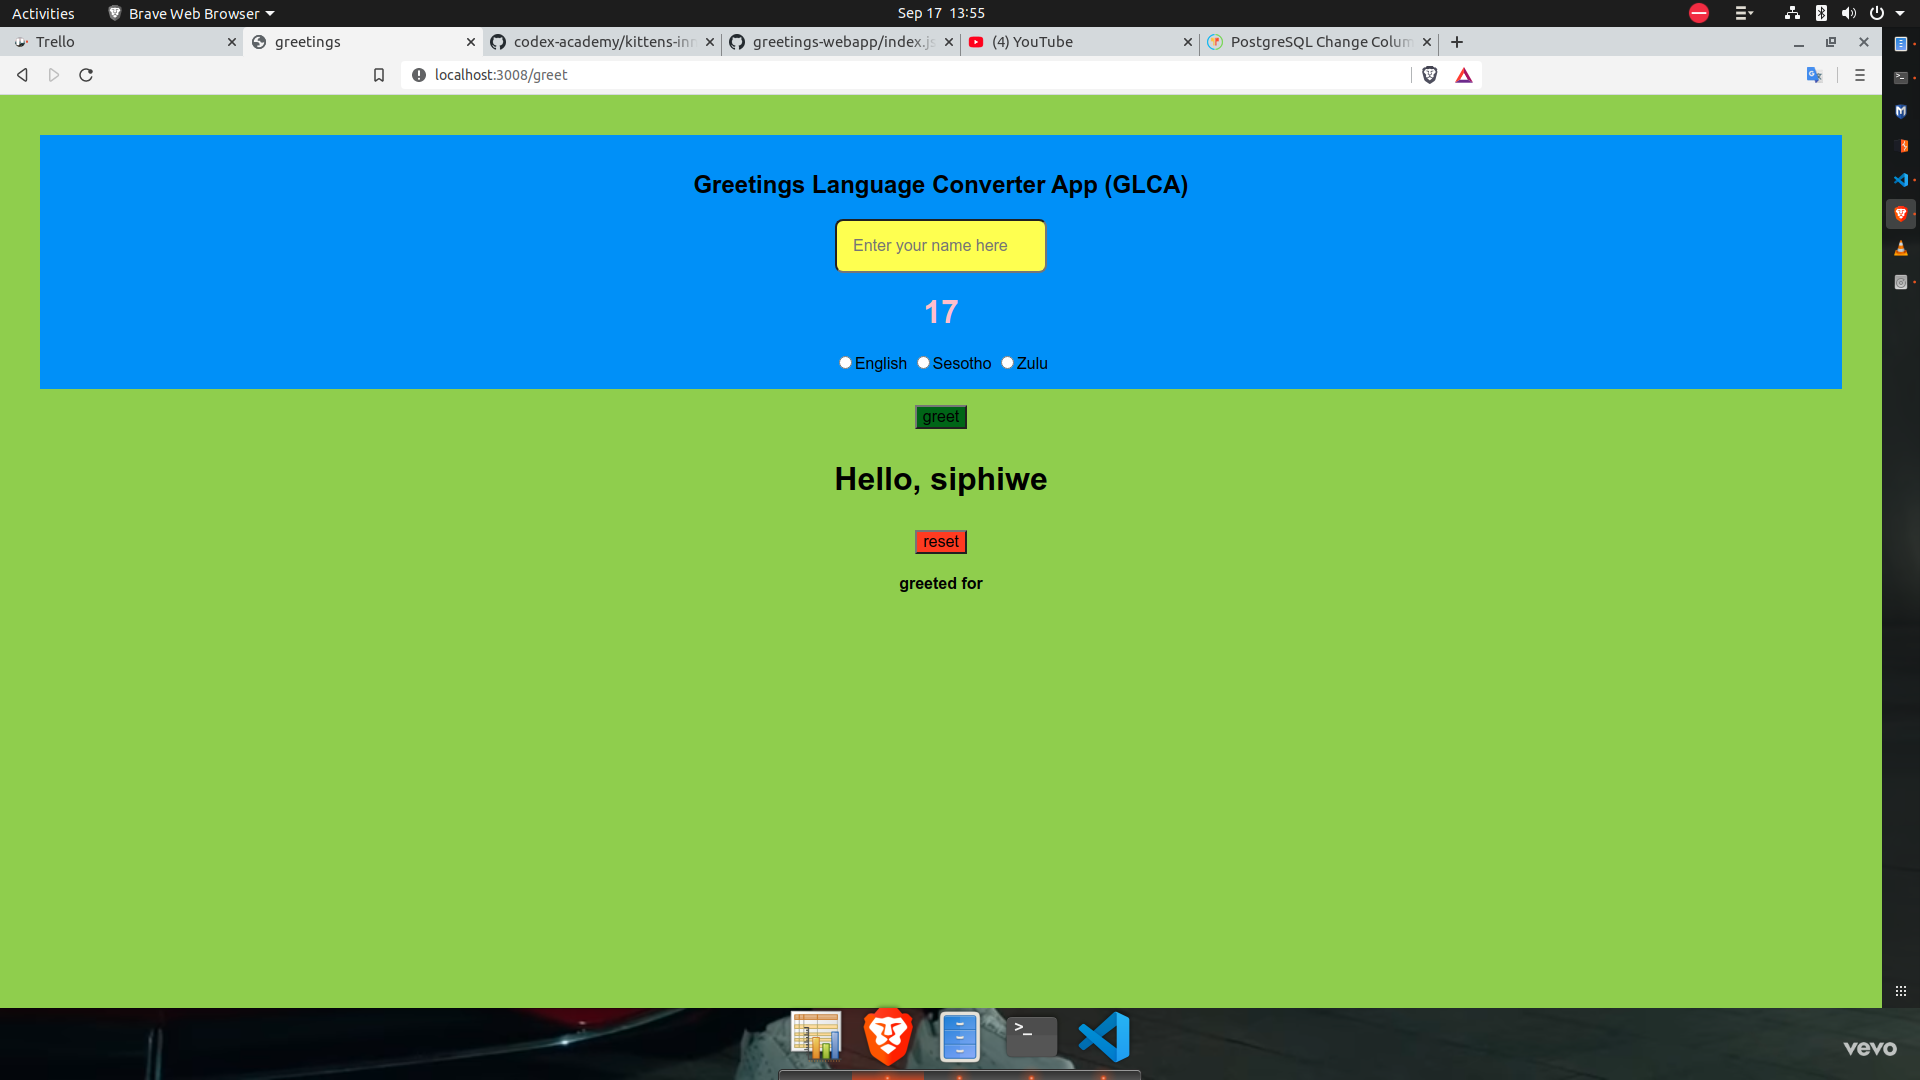 Activities
Brave Web Browser
Sep 17 13:55
Trello
greetings
codex-academy/kittens-inn
greetings-webapp/index.js
(4) YouTube
PostgreSQL Change Colum
localhost:3008/greet
Greetings Language Converter App (GLCA)
Enter your name here
17
English Sesotho Zulu
greet
Hello, siphiwe
reset
greeted for
vevo